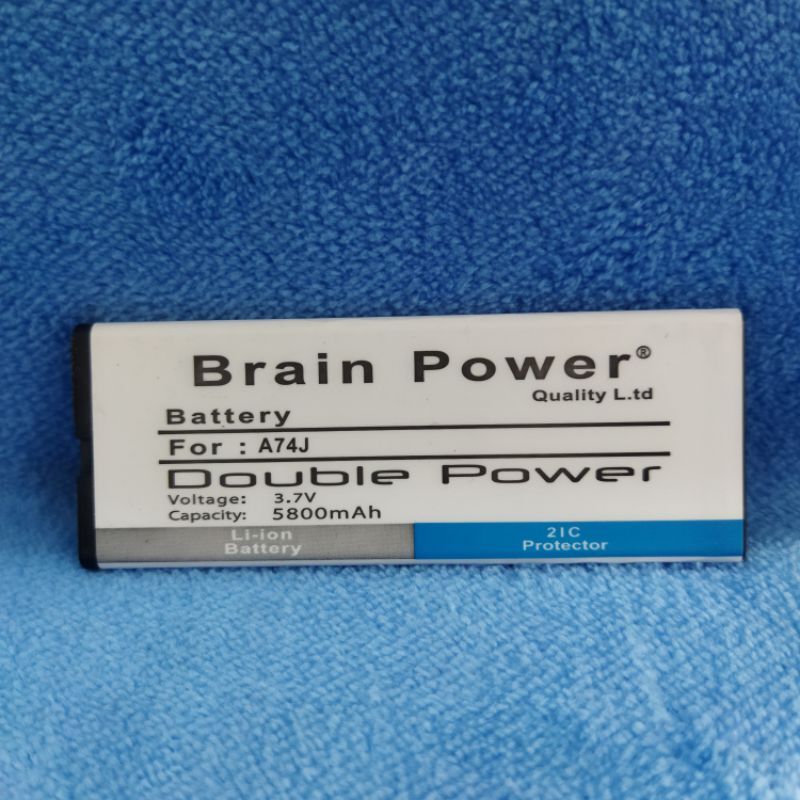 Brain Power®
Quality L.td
Battery
For : A74J
Double Power
Voltage: 3.7V
Capacity: 5800mAh
Li-ion
Battery
2IC
Protector